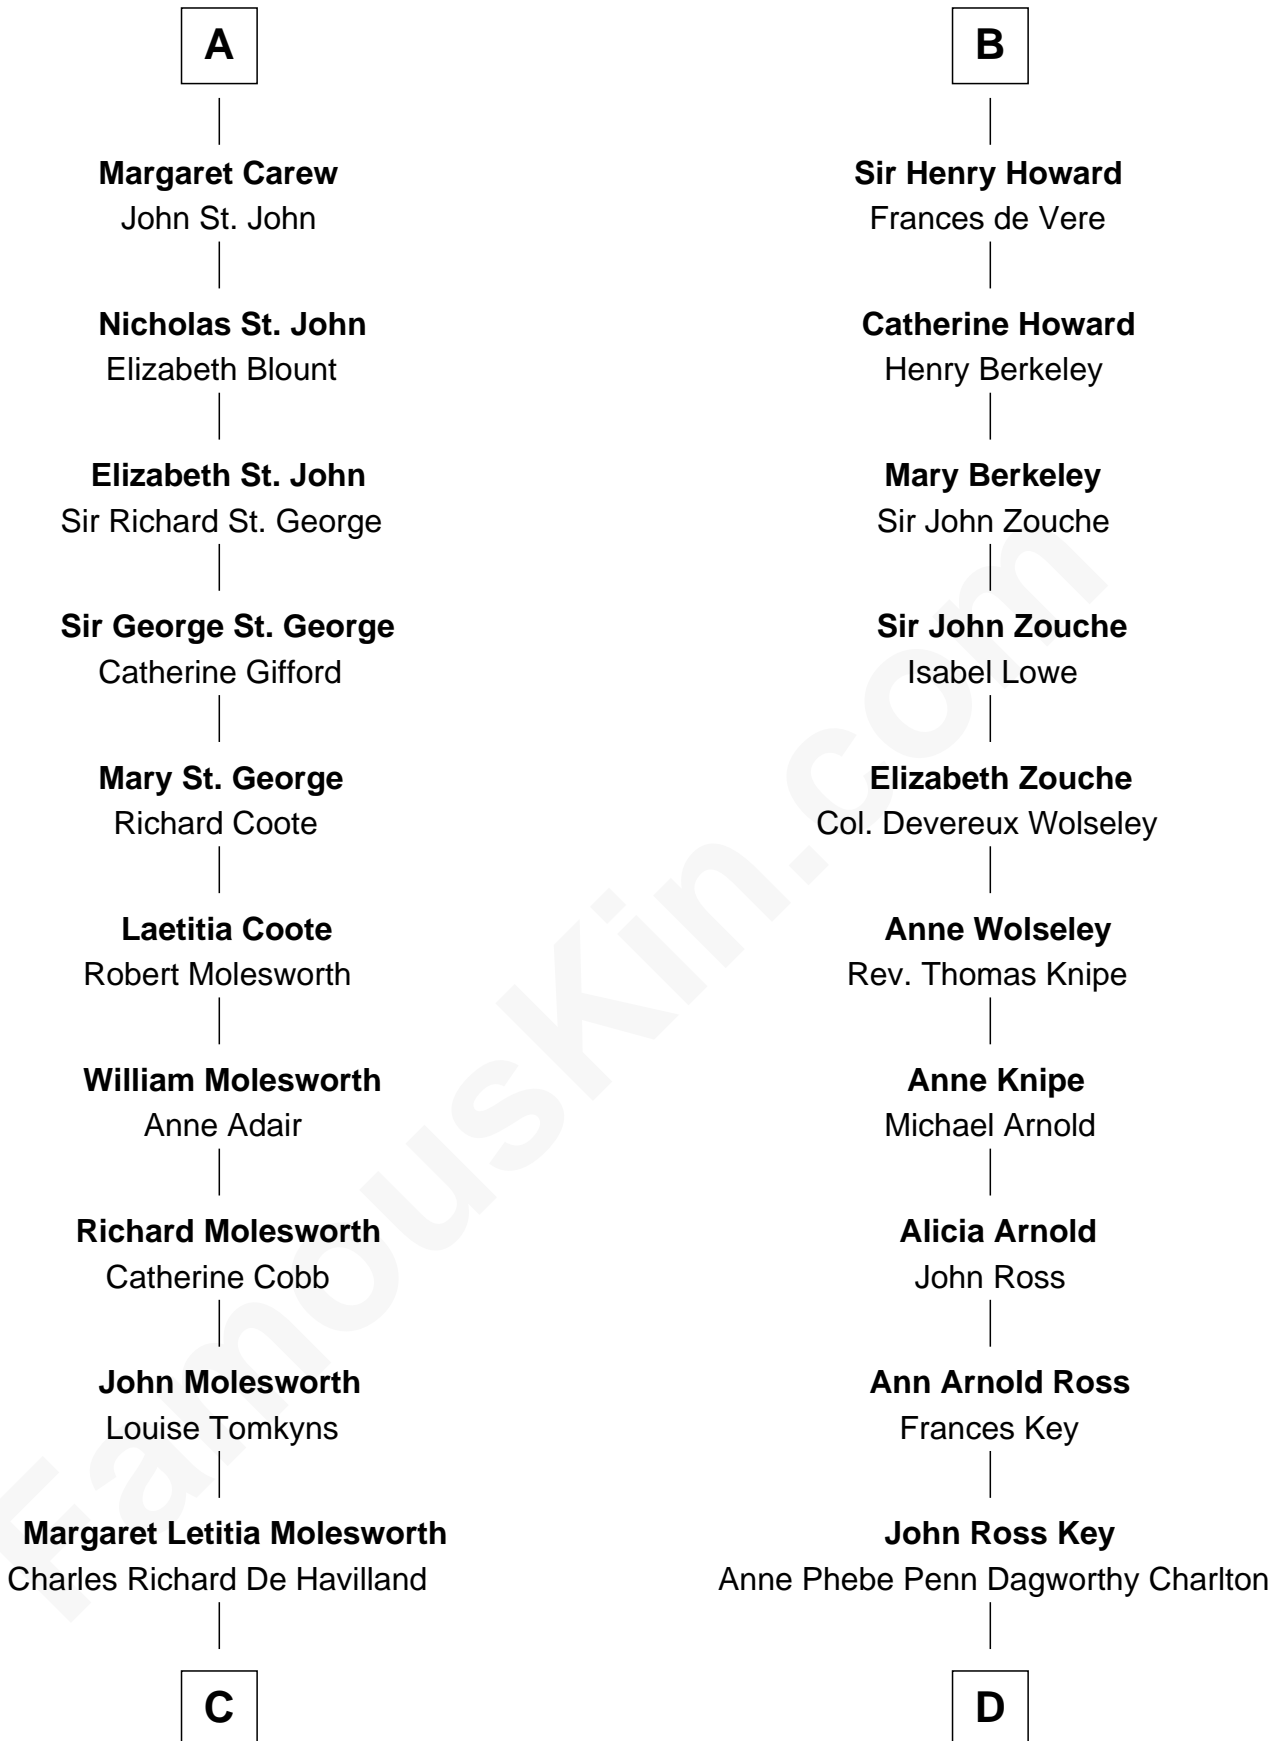 A
Margaret Carew
John St. John
Nicholas St. John
Elizabeth Blount
Elizabeth St. John
Sir Richard St. George
Sir George St. George
Catherine Gifford
Mary St. George
Richard Coote
Laetitia Coote
Robert Molesworth
William Molesworth
Anne Adair
Richard Molesworth
Catherine Cobb
John Molesworth
Louise Tomkyns
Margaret Letitia Molesworth
Charles Richard De Havilland
C
B
Sir Henry Howard
Frances de Vere
Catherine Howard
Henry Berkeley
Mary Berkeley
Sir John Zouche
Sir John Zouche
Isabel Lowe
Elizabeth Zouche
Col. Devereux Wolseley
Anne Wolseley
Rev. Thomas Knipe
Anne Knipe
Michael Arnold
Alicia Arnold
John Ross
Ann Arnold Ross
Frances Key
John Ross Key
Anne Phebe Penn Dagworthy Charlton
D
FamousKin.com